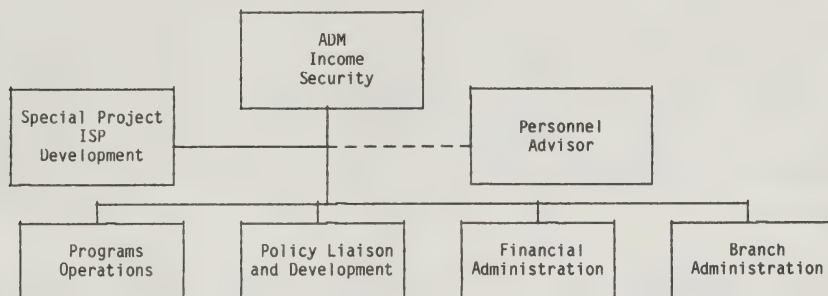 ADM
Income
Security
Special Project
ISP
Development
Personnel
Advisor
Programs
Operations
Policy Liaison
and Development
Financial
Administration
Branch
Administration